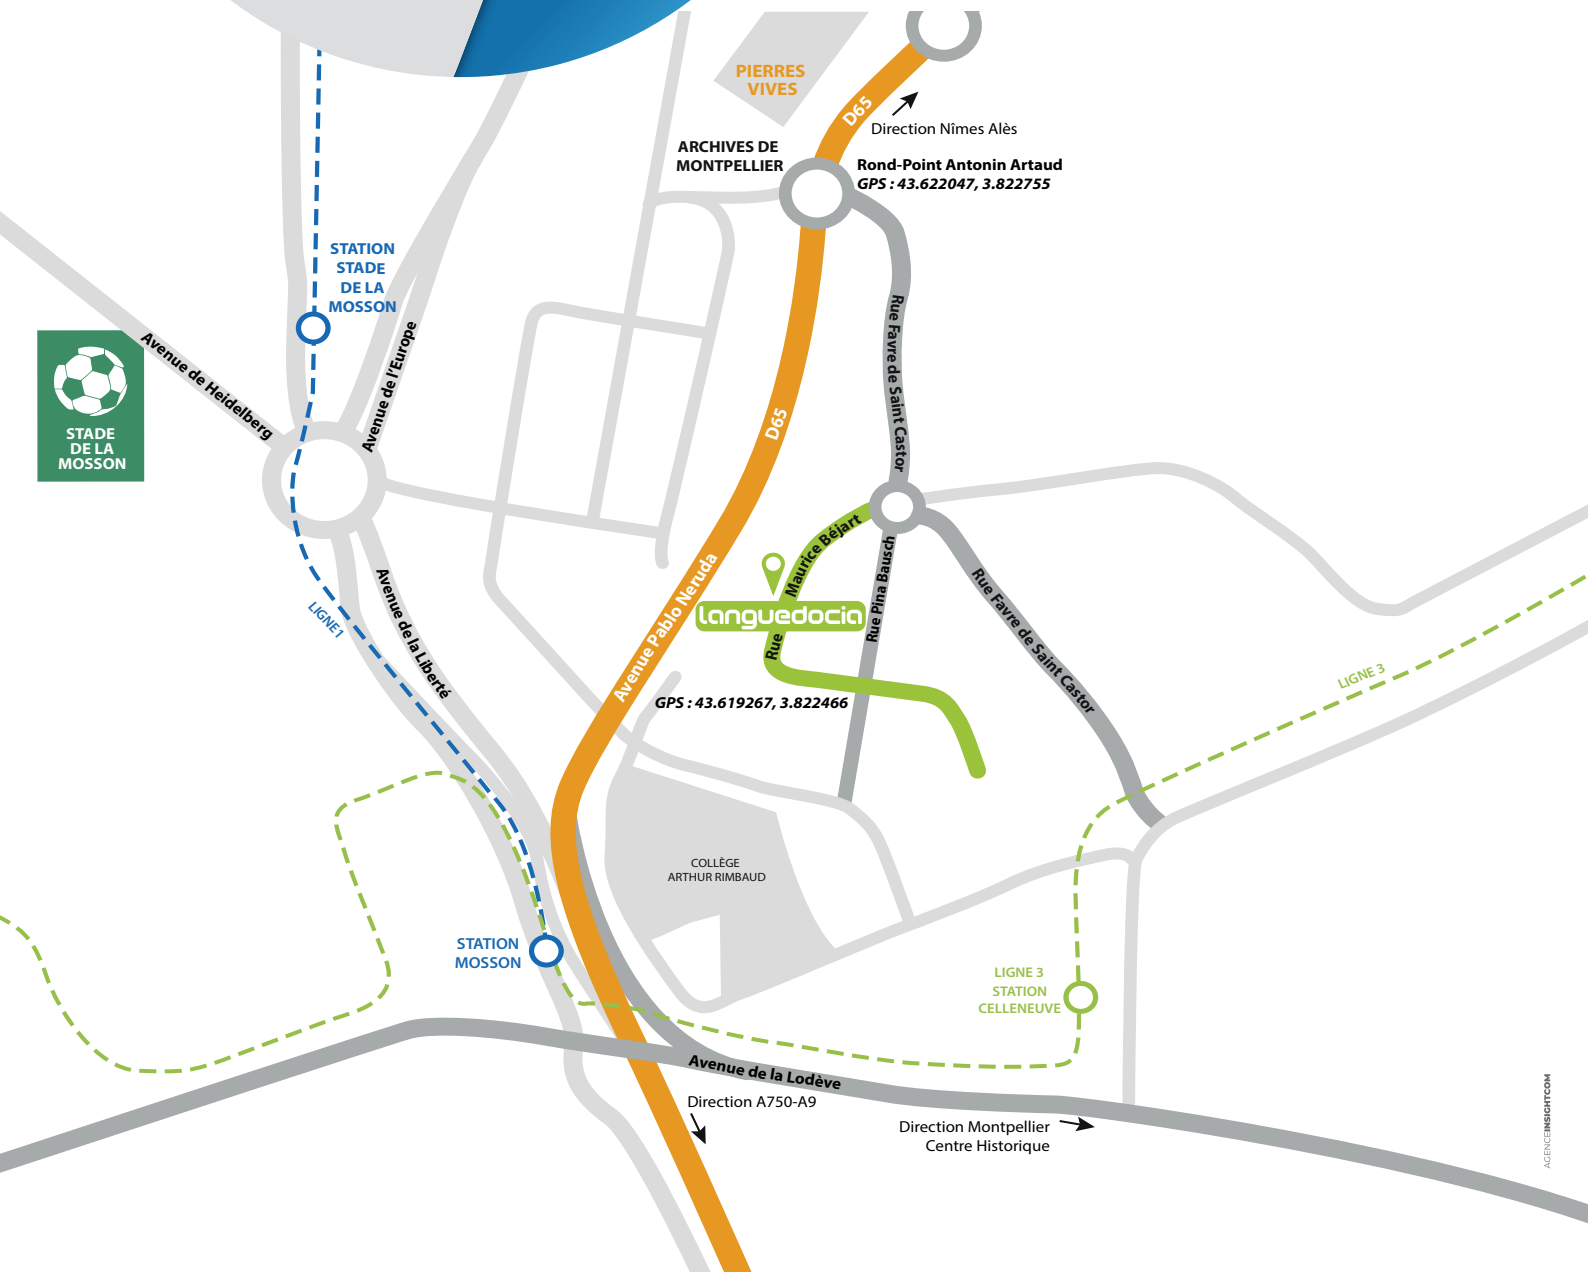 PIERRES
VIVES
D65
Direction Nîmes Alès
ARCHIVES DE
MONTPELLIER
Rond-Point Antonin Artaud
GPS : 43.622047, 3.822755
STATION
STADE
DE LA
MOSSON
Avenue de Heidelberg
Avenue de l'Europe
STADE
DE LA
MOSSON
Rue Favre de Saint Castor
D65
Rue Maurice Béjart
languedocia
Rue Pina Bausch
Rue Favre de Saint Castor
Avenue Pablo Neruda
LIGNE1
Avenue de la Liberté
GPS : 43.619267, 3.822466
LIGNE 3
COLLÈGE
ARTHUR RIMBAUD
STATION
MOSSON
LIGNE 3
STATION
CELLENEUVE
Avenue de la Lodève
Direction A750-A9
Direction Montpellier
Centre Historique
AGENCEINSIGHTCOM